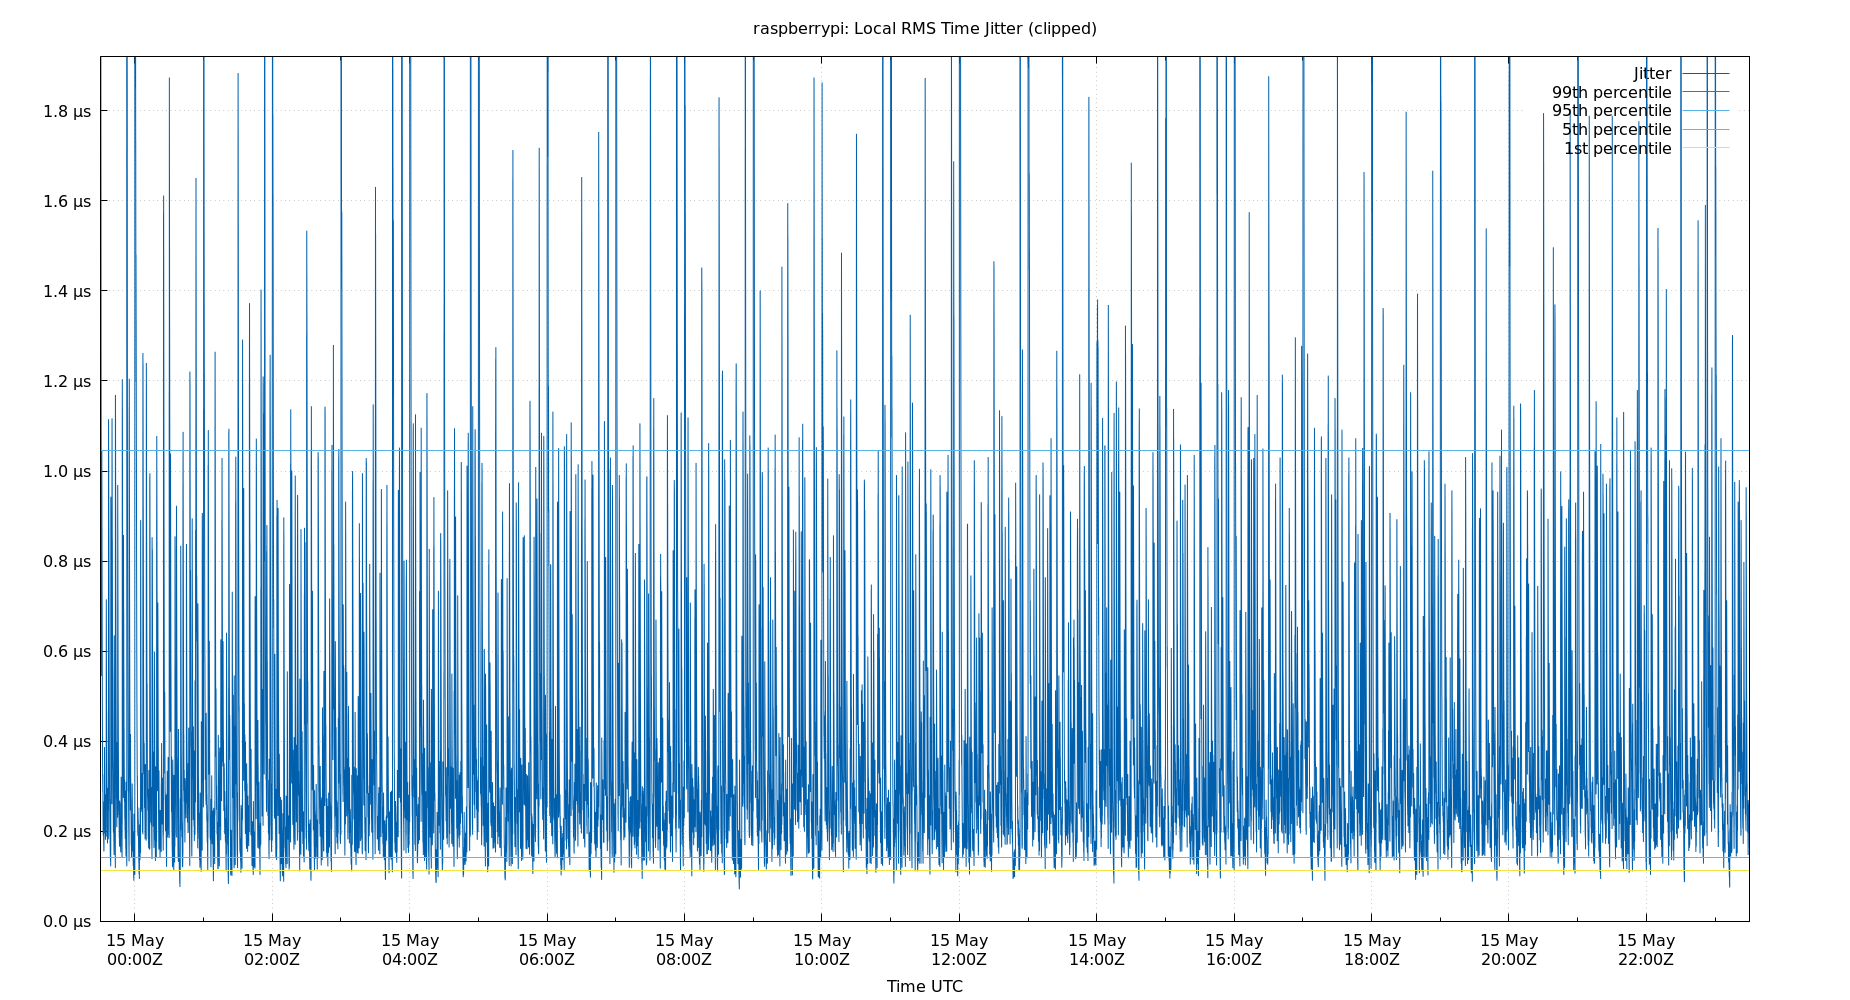 raspberrypi: Local RMS Time Jitter (clipped)
Jitter
99th percentile
95th percentile
5th percentile
1st percentile
1.8 µs
1.6 µs
1.4 µs
1.2 µs
1.0 µs
0.8 µs
0.6 µs
0.4 µs
0.2 µs
0.0 µs
15 May 15 May 15 May 15 May 15 May 15 May 15 May 15 May 15 May 15 May 15 May 15 May
00:00Z 02:00Z 04:00Z 06:00Z 08:00Z 10:00Z 12:00Z 14:00Z 16:00Z 18:00Z 20:00Z 22:00Z
Time UTC